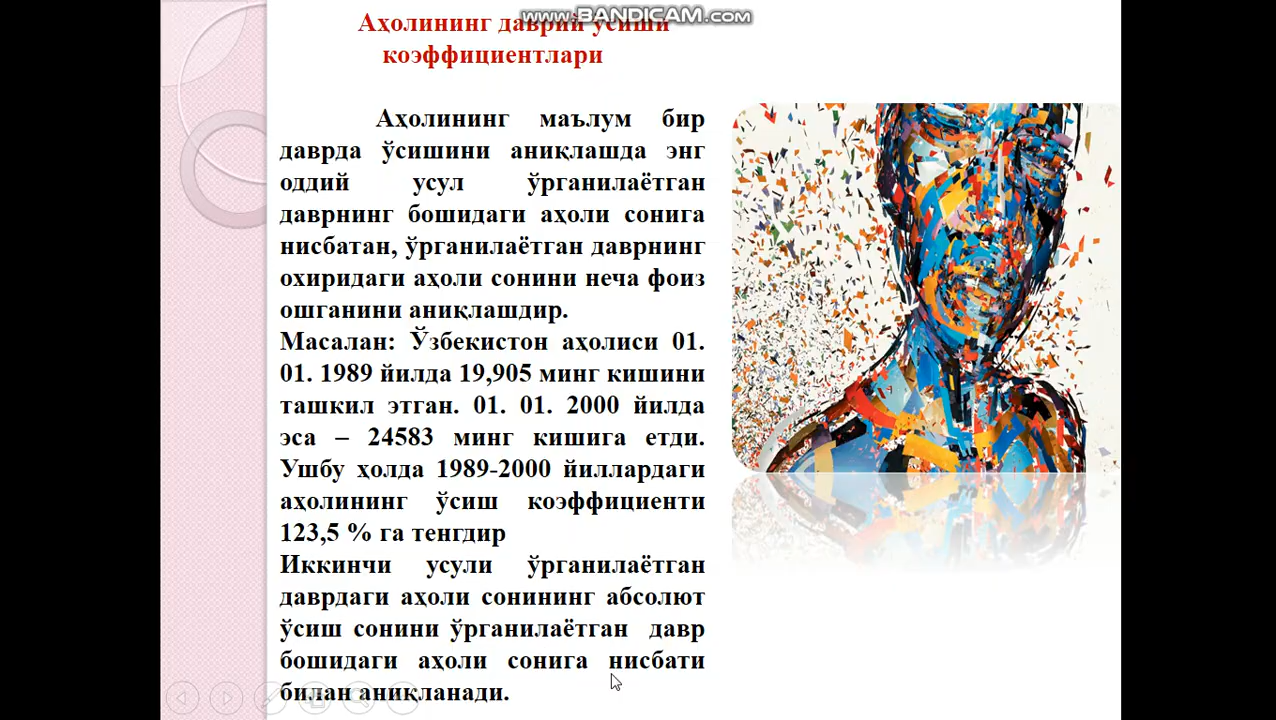 www.BANDICAM.com
Аҳолининг даврий ўсиши
коэффициентлари
Аҳолининг маълум бир
даврда ўсишини аниқлашда энг
оддий усул ўрганилаётган
даврнинг бошидаги аҳоли сонига
нисбатан, ўрганилаётган даврнинг
охиридаги аҳоли сонини неча фоиз
ошганини аниқлашдир.
Масалан: Ўзбекистон аҳолиси 01.
01. 1989 йилда 19,905 минг кишини
ташкил этган. 01. 01. 2000 йилда
эса – 24583 минг кишига етди.
Ушбу ҳолда 1989-2000 йиллардаги
аҳолининг ўсиш коэффициенти
123,5 % га тенгдир
Иккинчи усули ўрганилаётган
даврдаги аҳоли сонининг абсолют
ўсиш сонини ўрганилаётган давр
бошидаги аҳоли сонига нисбати
билан аниқланади.